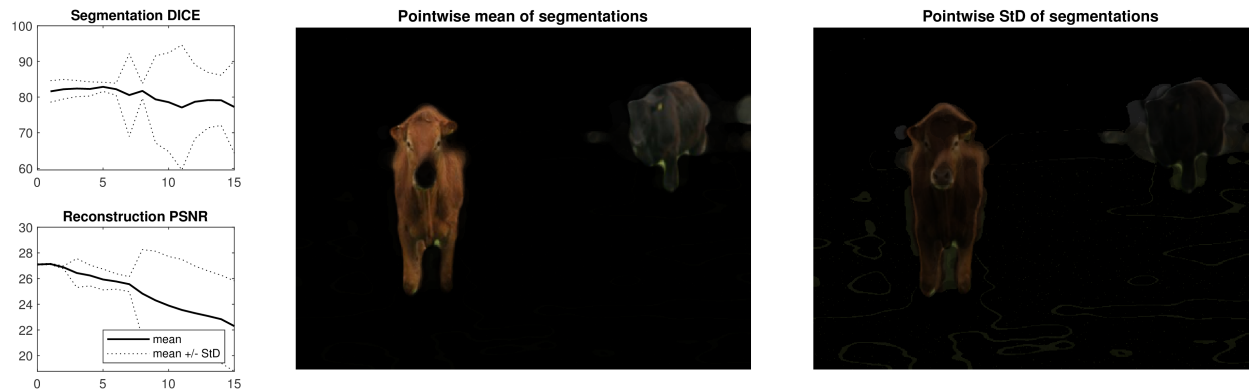 Segmentation DICE
100
90
80
70
60
0 5 10 15
Reconstruction PSNR
30
28
26
24
22
20
mean
mean +/- StD
0 5 10 15
Pointwise mean of segmentations
Pointwise StD of segmentations